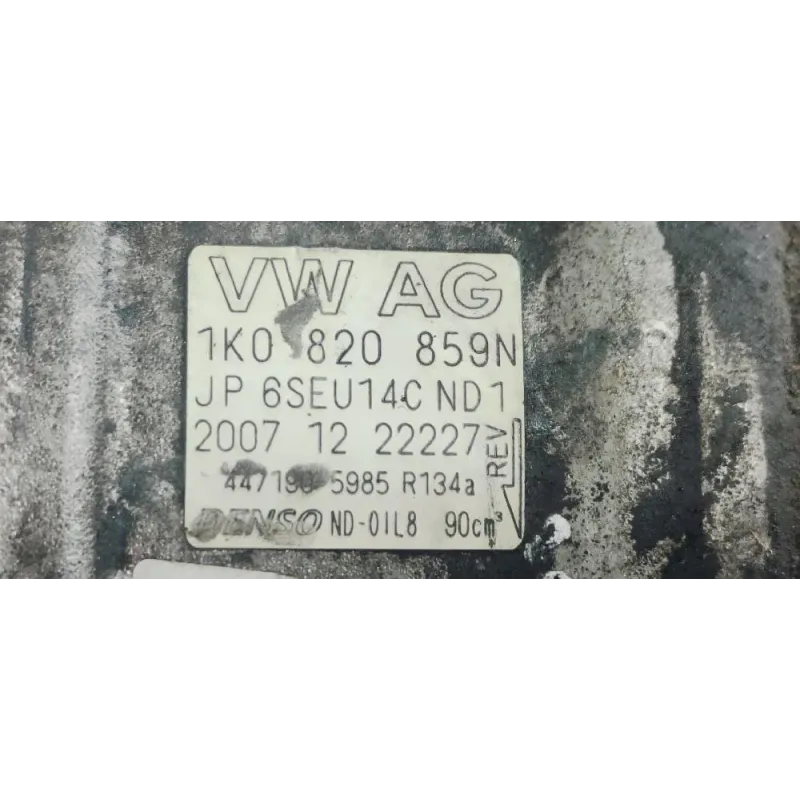 VW AG
1K0 820 859N
JP 6SEU14C ND1
2007 12 22227
REV
447190-5985 R134a
DENSO ND-OIL8 90cm³